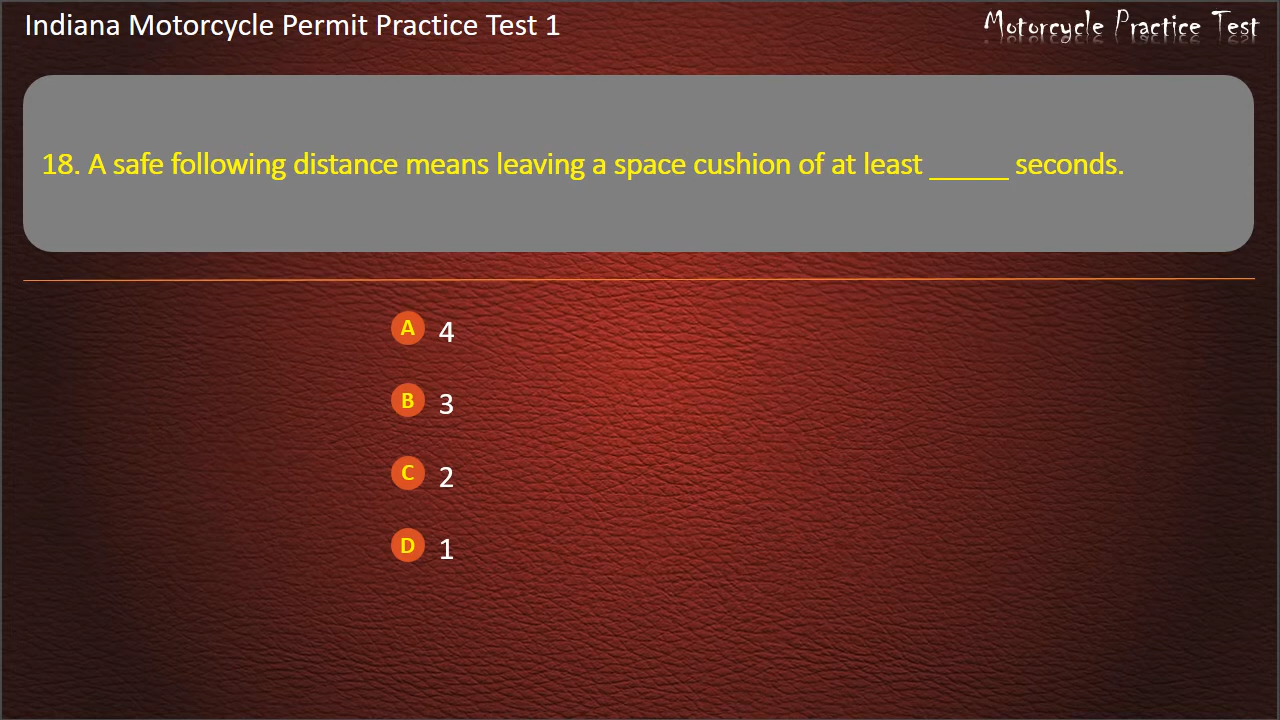 Indiana Motorcycle Permit Practice Test 1
Motorcycle Practice Test
18. A safe following distance means leaving a space cushion of at least _____ seconds.
A 4
B 3
C 2
D 1